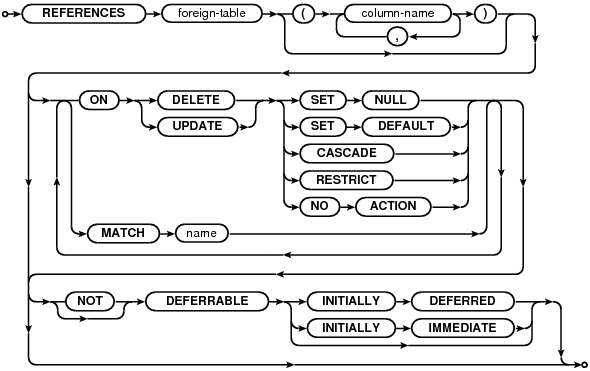 REFERENCES foreign-table ( column-name )
,
ON DELETE SET NULL
UPDATE SET DEFAULT
CASCADE
RESTRICT
NO ACTION
MATCH name
NOT DEFERRABLE INITIALLY DEFERRED
INITIALLY IMMEDIATE